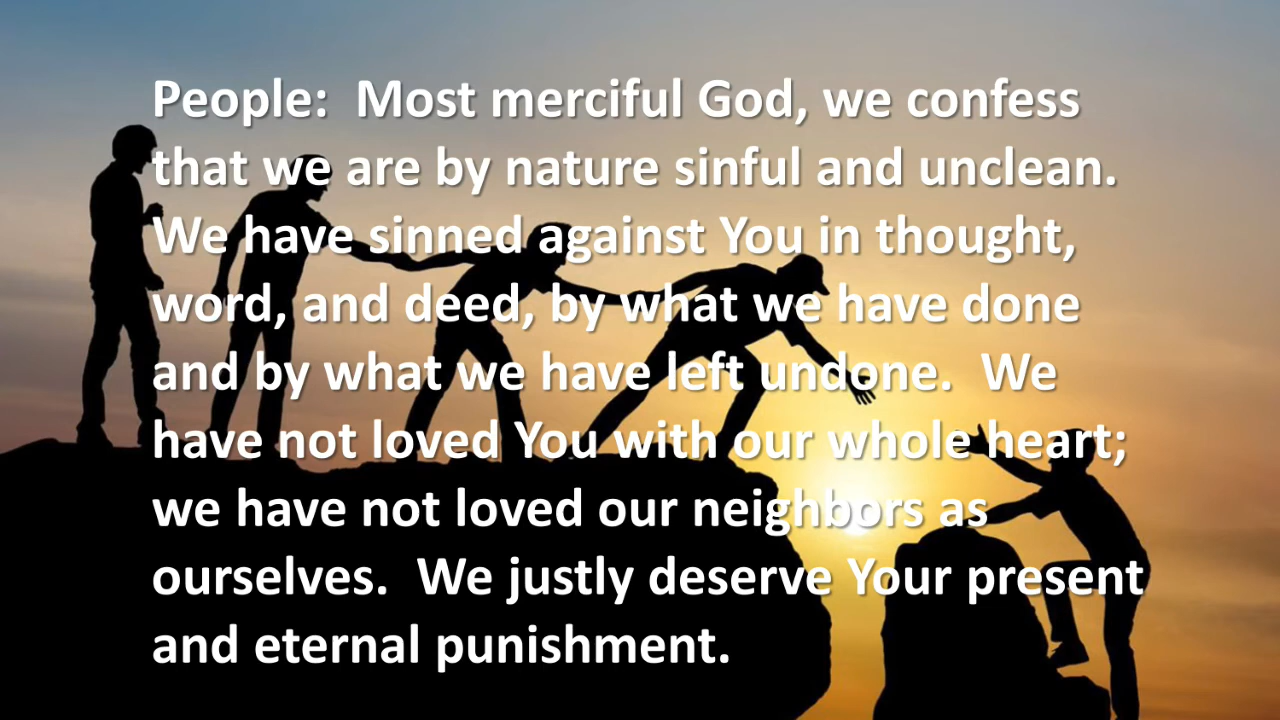 People:  Most merciful God, we confess
that we are by nature sinful and unclean.
We have sinned against You in thought,
word, and deed, by what we have done
and by what we have left undone.  We
have not loved You with our whole heart;
we have not loved our neighbors as
ourselves.  We justly deserve Your present
and eternal punishment.